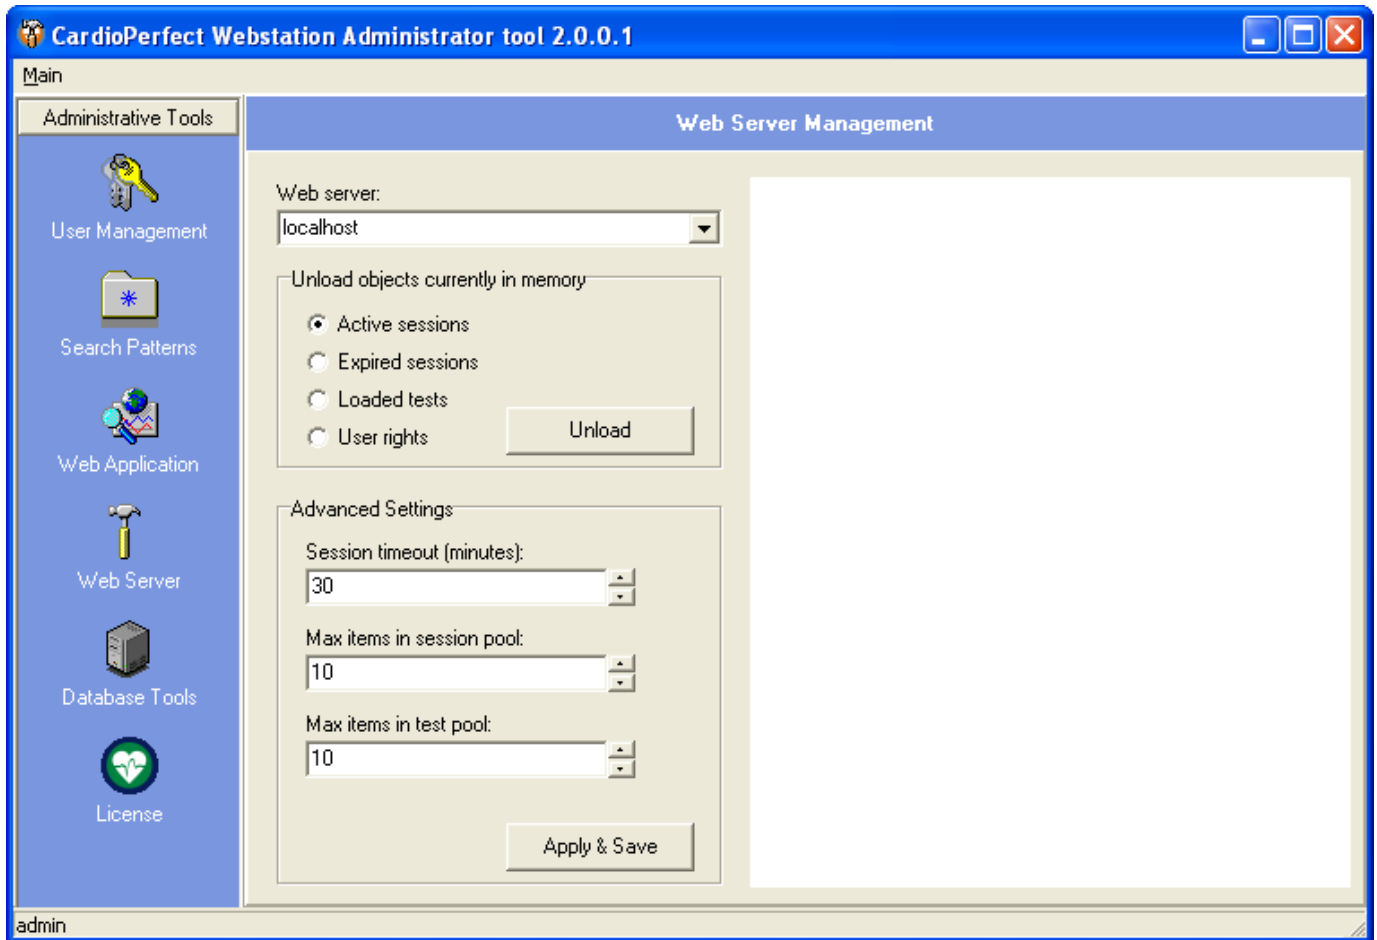 CardioPerfect Webstation Administrator tool 2.0.0.1
Main
Administrative Tools
User Management
Search Patterns
Web Application
Web Server
Database Tools
License
Web Server Management
Web server:
localhost
Unload objects currently in memory
Active sessions
Expired sessions
Loaded tests
User rights
Unload
Advanced Settings
Session timeout (minutes):
30
Max items in session pool:
10
Max items in test pool:
10
Apply & Save
admin